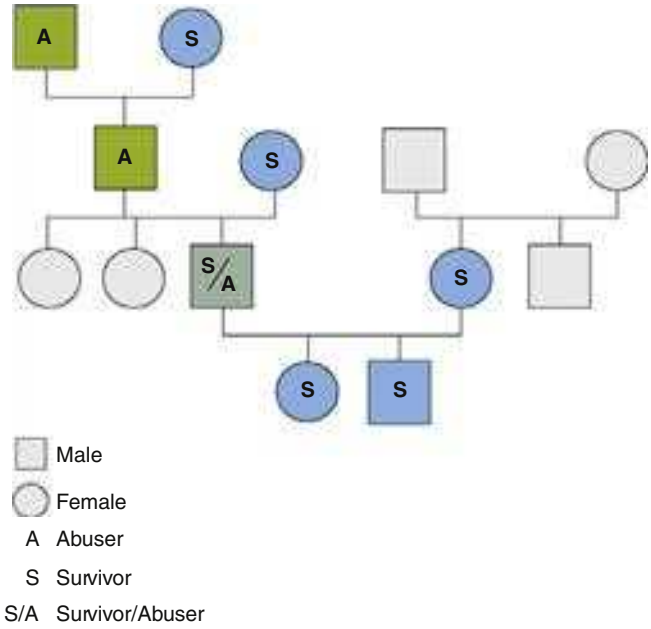 A S
A S
S/A S
S S
Male
Female
A Abuser
S Survivor
S/A Survivor/Abuser